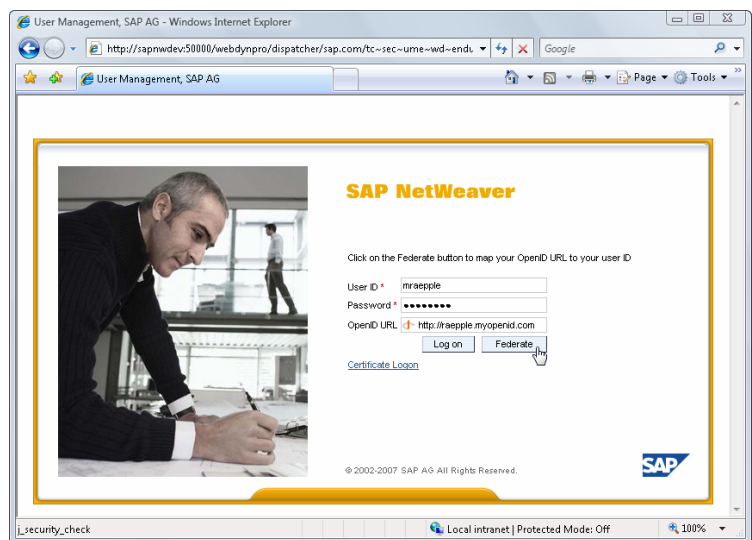 User Management, SAP AG - Windows Internet Explorer
http://sapnwdev:50000/webdynpro/dispatcher/sap.com/tc~sec~ume~wd~endu
Google
User Management, SAP AG
Page
Tools
SAP NetWeaver
Click on the Federate button to map your OpenID URL to your user ID
User ID * mraepple
Password * ●●●●●●●●
OpenID URL http://raepple.myopenid.com
Log on Federate
Certificate Logon
© 2002-2007 SAP AG All Rights Reserved.
SAP
j_security_check
Local intranet | Protected Mode: Off
100%